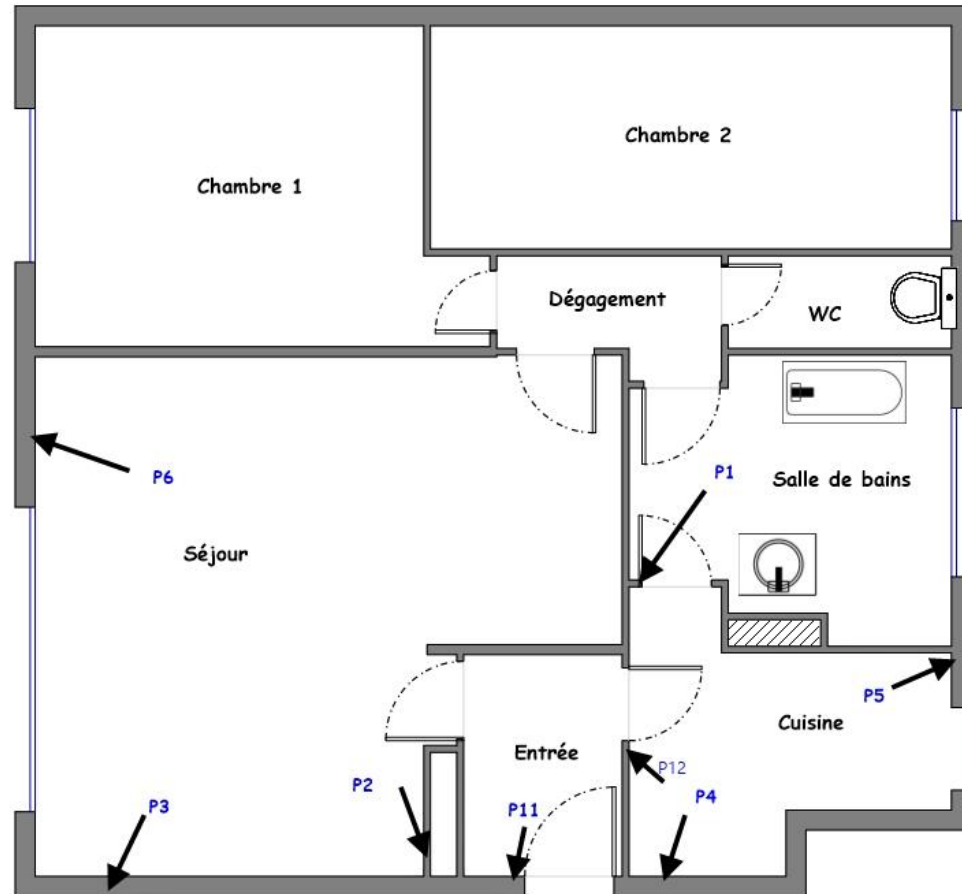 Chambre 2
Chambre 1
Dégagement
WC
P6
P1
Salle de bains
Séjour
P5
Cuisine
Entrée
P12
P2
P3
P11
P4